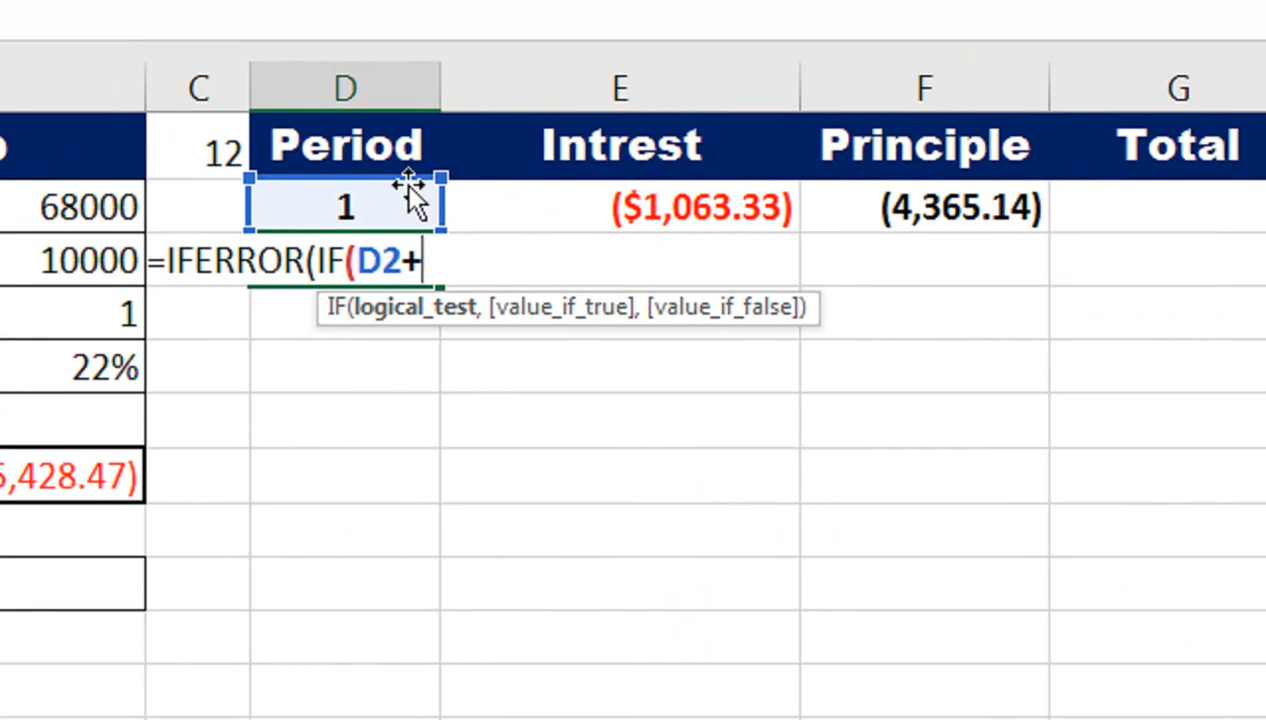 C D E F G
12 Period Intrest Principle Total
68000 1 ($1,063.33) (4,365.14)
10000 =IFERROR(IF(D2+
1 IF(logical_test, [value_if_true], [value_if_false])
22%
5,428.47)